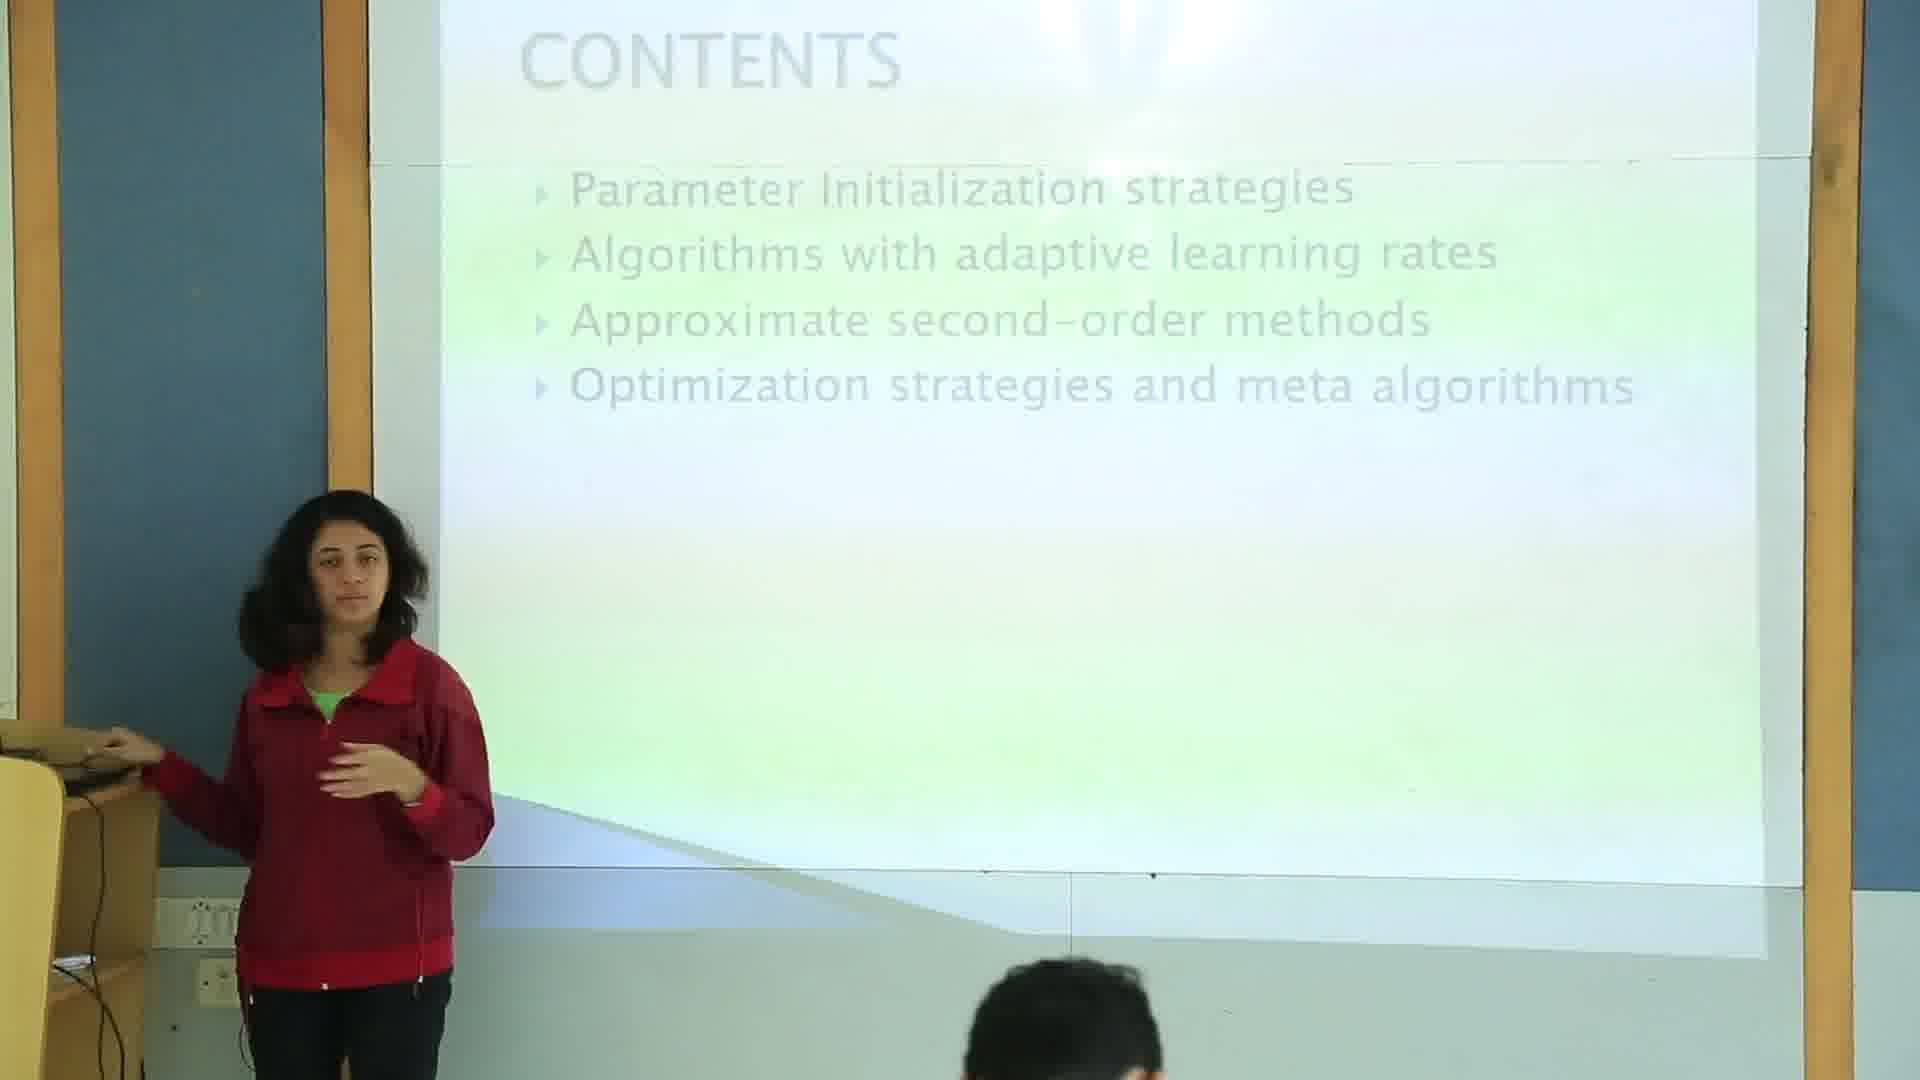 CONTENTS
Parameter Initialization strategies
Algorithms with adaptive learning rates
Approximate second-order methods
Optimization strategies and meta algorithms